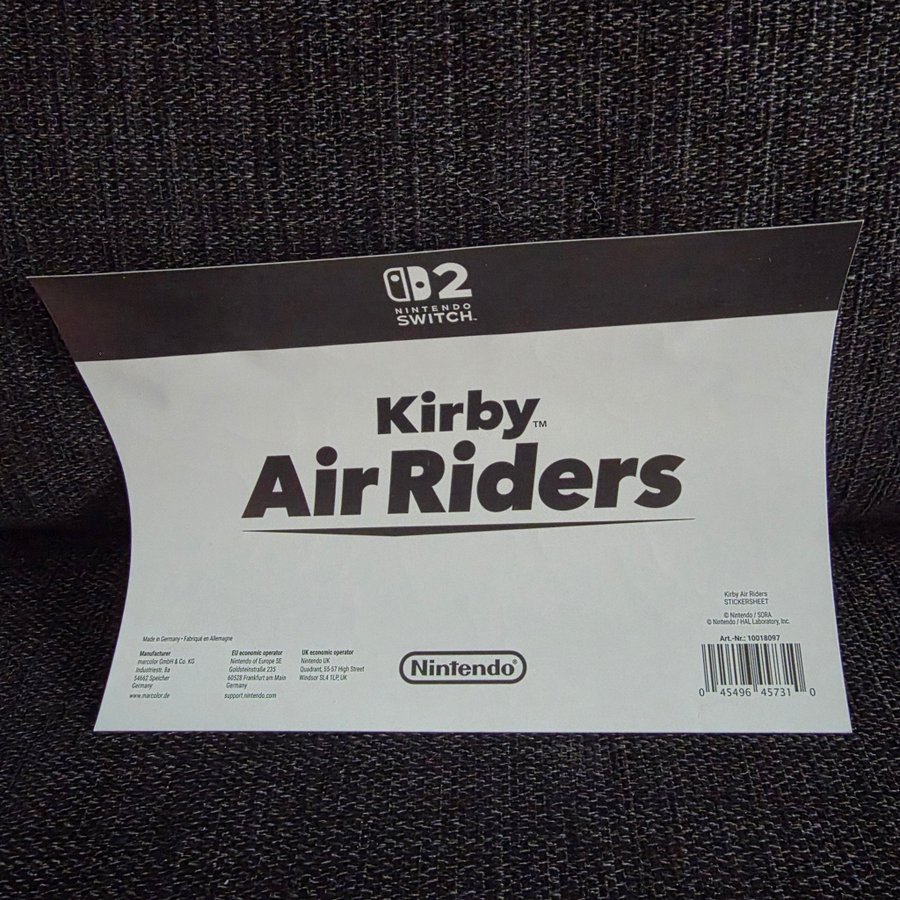 2
NINTENDO
SWITCH™
Kirby™
Air Riders
Kirby Air Riders
STICKERSHEET
© Nintendo / SORA
© Nintendo / HAL Laboratory, Inc.
Art.-Nr.: 10018097
0 45496 45731 0
Made in Germany • Fabriqué en Allemagne
Manufacturer
marcolor GmbH & Co. KG
Industriestr. 8a
54662 Speicher
Germany
www.marcolor.de
EU economic operator
Nintendo of Europe SE
Goldsteinstraße 235
60528 Frankfurt am Main
Germany
support.nintendo.com
UK economic operator
Nintendo UK
Quadrant, 55-57 High Street
Windsor SL4 1LP, UK
Nintendo®